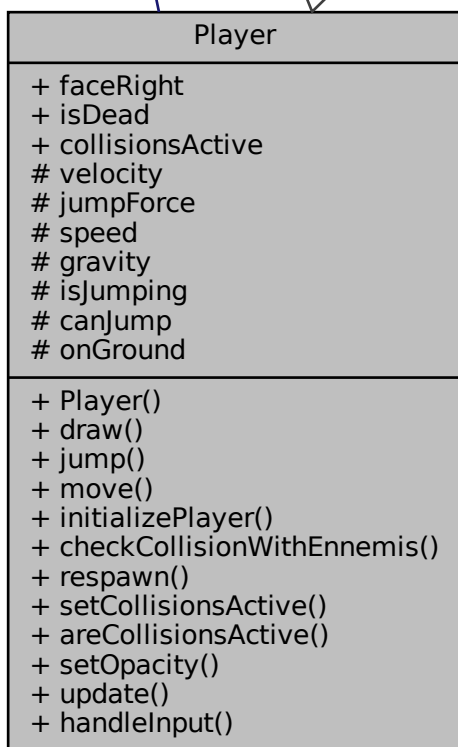 Player
+ faceRight
+ isDead
+ collisionsActive
# velocity
# jumpForce
# speed
# gravity
# isJumping
# canJump
# onGround
+ Player()
+ draw()
+ jump()
+ move()
+ initializePlayer()
+ checkCollisionWithEnnemis()
+ respawn()
+ setCollisionsActive()
+ areCollisionsActive()
+ setOpacity()
+ update()
+ handleInput()